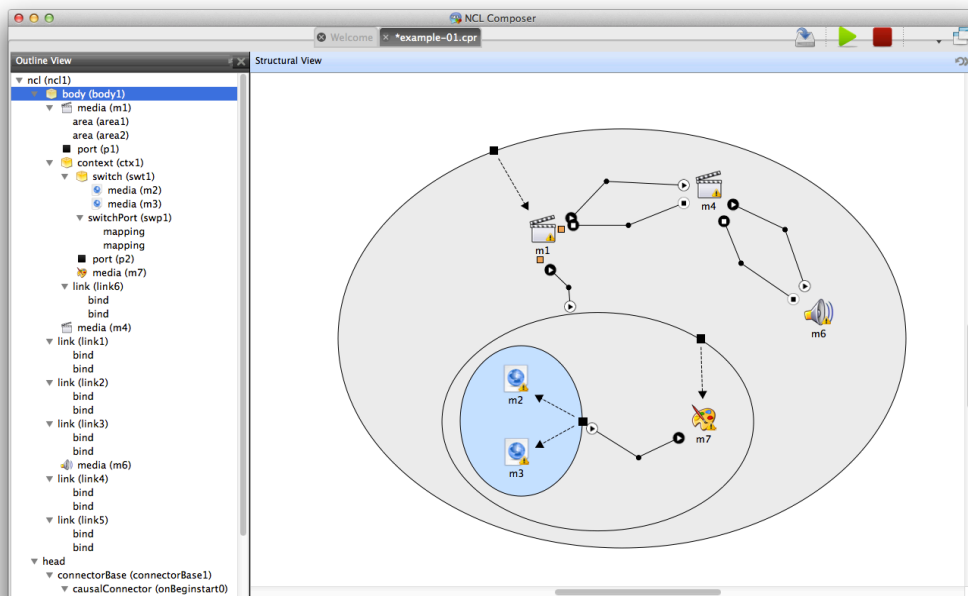 NCL Composer
Welcome
*example-01.cpr
Outline View
Structural View
ncl (ncl1)
body (body1)
media (m1)
area (area1)
area (area2)
port (p1)
context (ctx1)
switch (swt1)
media (m2)
media (m3)
switchPort (swp1)
mapping
mapping
port (p2)
media (m7)
link (link6)
bind
bind
media (m4)
link (link1)
bind
bind
link (link2)
bind
bind
link (link3)
bind
bind
media (m6)
link (link4)
bind
bind
link (link5)
bind
bind
head
connectorBase (connectorBase1)
causalConnector (onBeginstart0)
m4
m1
m6
m2
m7
m3